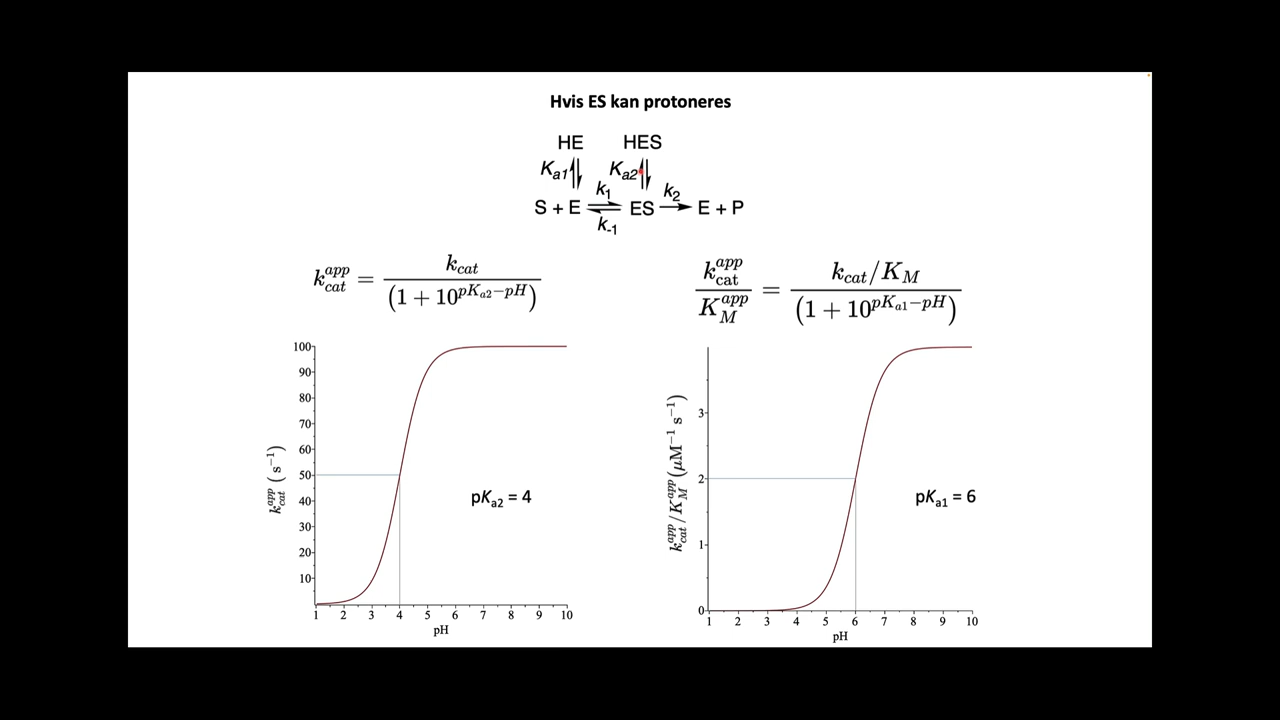 Hvis ES kan protoneres
HE HES
Ka1 Ka2
k1 k2
S + E ES E + P
k-1
k_cat^app = k_cat / (1 + 10^(pK_a2−pH))
k_cat^app / K_M^app = k_cat/K_M / (1 + 10^(pK_a1−pH))
100
90
80
70
60
50
40
30
20
10
k_cat^app (s^−1)
pKa2 = 4
1 2 3 4 5 6 7 8 9 10
pH
3
2
1
0
k_cat^app/K_M^app (μM^−1 s^−1)
pKa1 = 6
1 2 3 4 5 6 7 8 9 10
pH